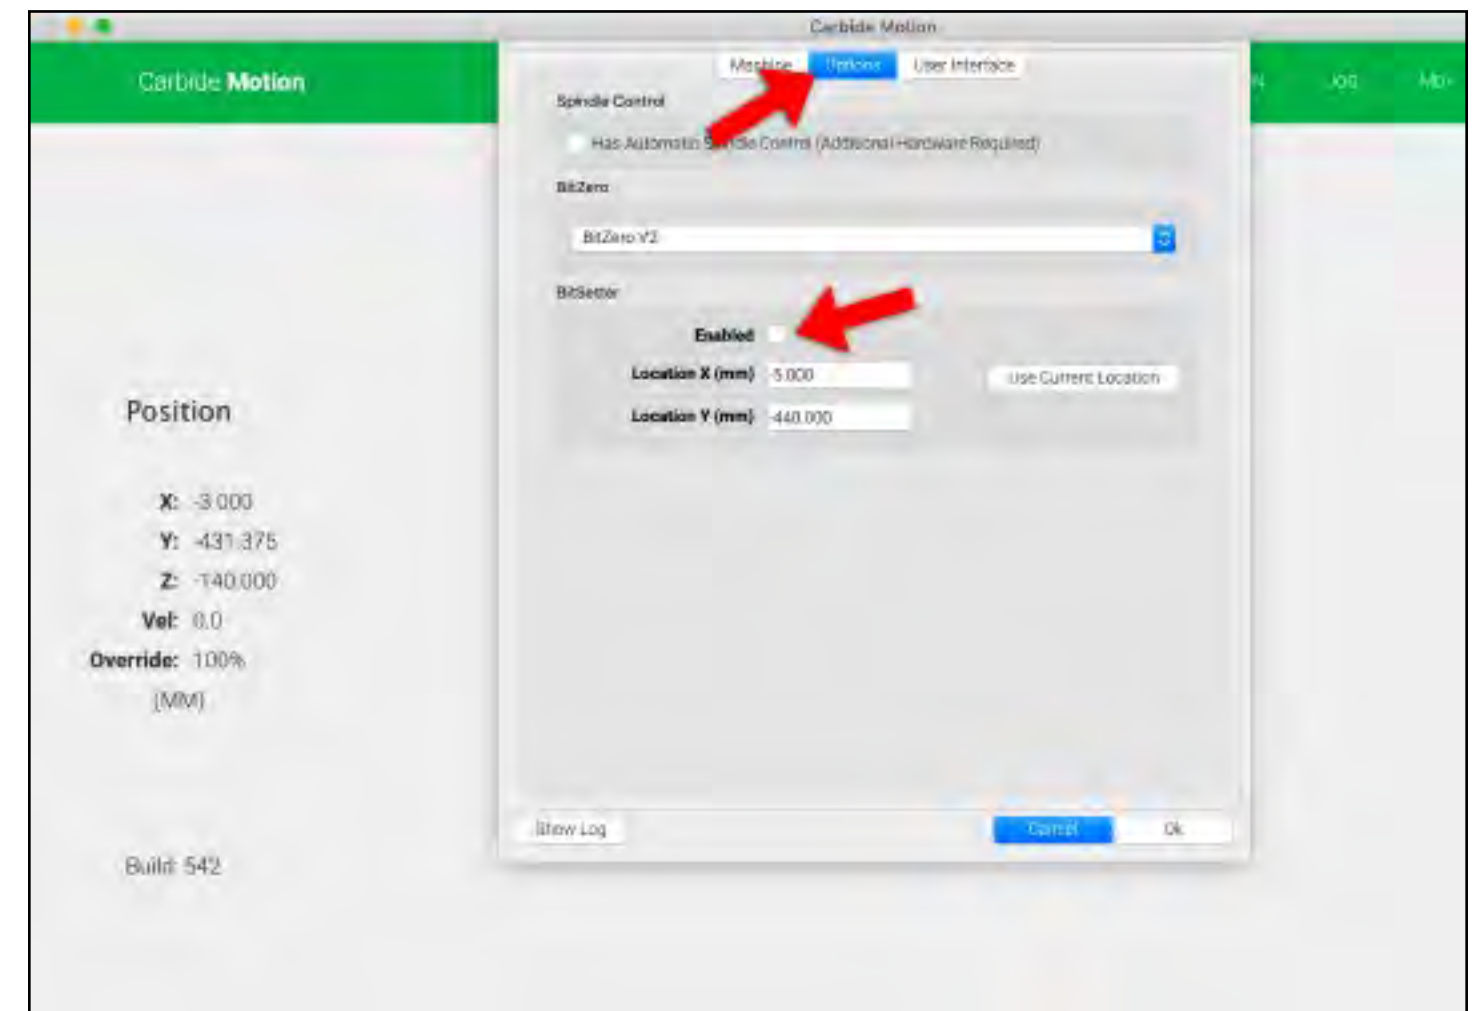 Carbide Motion
Carbide Motion
JOG
Machine Options User Interface
Spindle Control
Has Automatic Spindle Control (Additional Hardware Required)
BitZero
BitZero V2
BitSetter
Enabled
Location X (mm) -5.000
Use Current Location
Location Y (mm) -440.000
Position
X: -3.000
Y: -431.375
Z: -140.000
Vel: 0.0
Override: 100%
(MM)
Show Log
Cancel
Ok
Build: 542